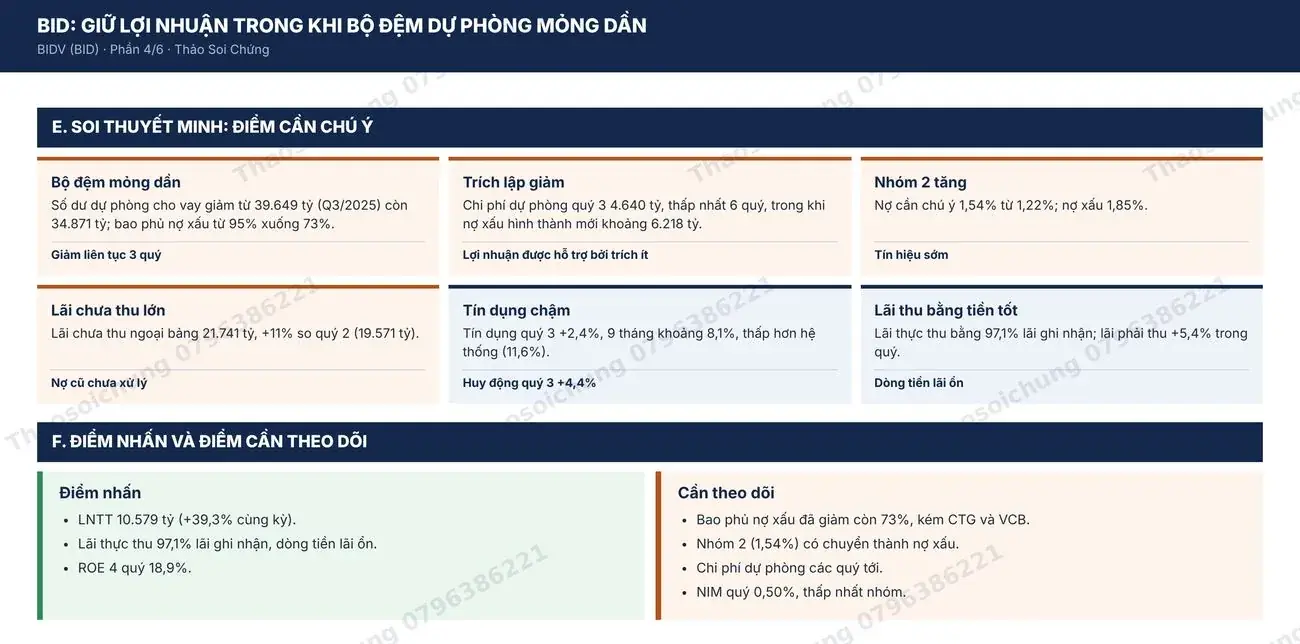 BID: GIỮ LỢI NHUẬN TRONG KHI BỘ ĐỆM DỰ PHÒNG MỎNG DẦN
BIDV (BID) · Phần 4/6 · Thảo Soi Chứng
E. SOI THUYẾT MINH: ĐIỂM CẦN CHÚ Ý
Bộ đệm mỏng dần
Số dư dự phòng cho vay giảm từ 39.649 tỷ (Q3/2025) còn
34.871 tỷ; bao phủ nợ xấu từ 95% xuống 73%.
Giảm liên tục 3 quý
Trích lập giảm
Chi phí dự phòng quý 3 4.640 tỷ, thấp nhất 6 quý, trong khi
nợ xấu hình thành mới khoảng 6.218 tỷ.
Lợi nhuận được hỗ trợ bởi trích ít
Nhóm 2 tăng
Nợ cần chú ý 1,54% từ 1,22%; nợ xấu 1,85%.
Tín hiệu sớm
Lãi chưa thu lớn
Lãi chưa thu ngoại bảng 21.741 tỷ, +11% so quý 2 (19.571 tỷ).
Nợ cũ chưa xử lý
Tín dụng chậm
Tín dụng quý 3 +2,4%, 9 tháng khoảng 8,1%, thấp hơn hệ
thống (11,6%).
Huy động quý 3 +4,4%
Lãi thu bằng tiền tốt
Lãi thực thu bằng 97,1% lãi ghi nhận; lãi phải thu +5,4% trong
quý.
Dòng tiền lãi ổn
F. ĐIỂM NHẤN VÀ ĐIỂM CẦN THEO DÕI
Điểm nhấn
• LNTT 10.579 tỷ (+39,3% cùng kỳ).
• Lãi thực thu 97,1% lãi ghi nhận, dòng tiền lãi ổn.
• ROE 4 quý 18,9%.
Cần theo dõi
• Bao phủ nợ xấu đã giảm còn 73%, kém CTG và VCB.
• Nhóm 2 (1,54%) có chuyển thành nợ xấu.
• Chi phí dự phòng các quý tới.
• NIM quý 0,50%, thấp nhất nhóm.
Thaosoichung 0796386221